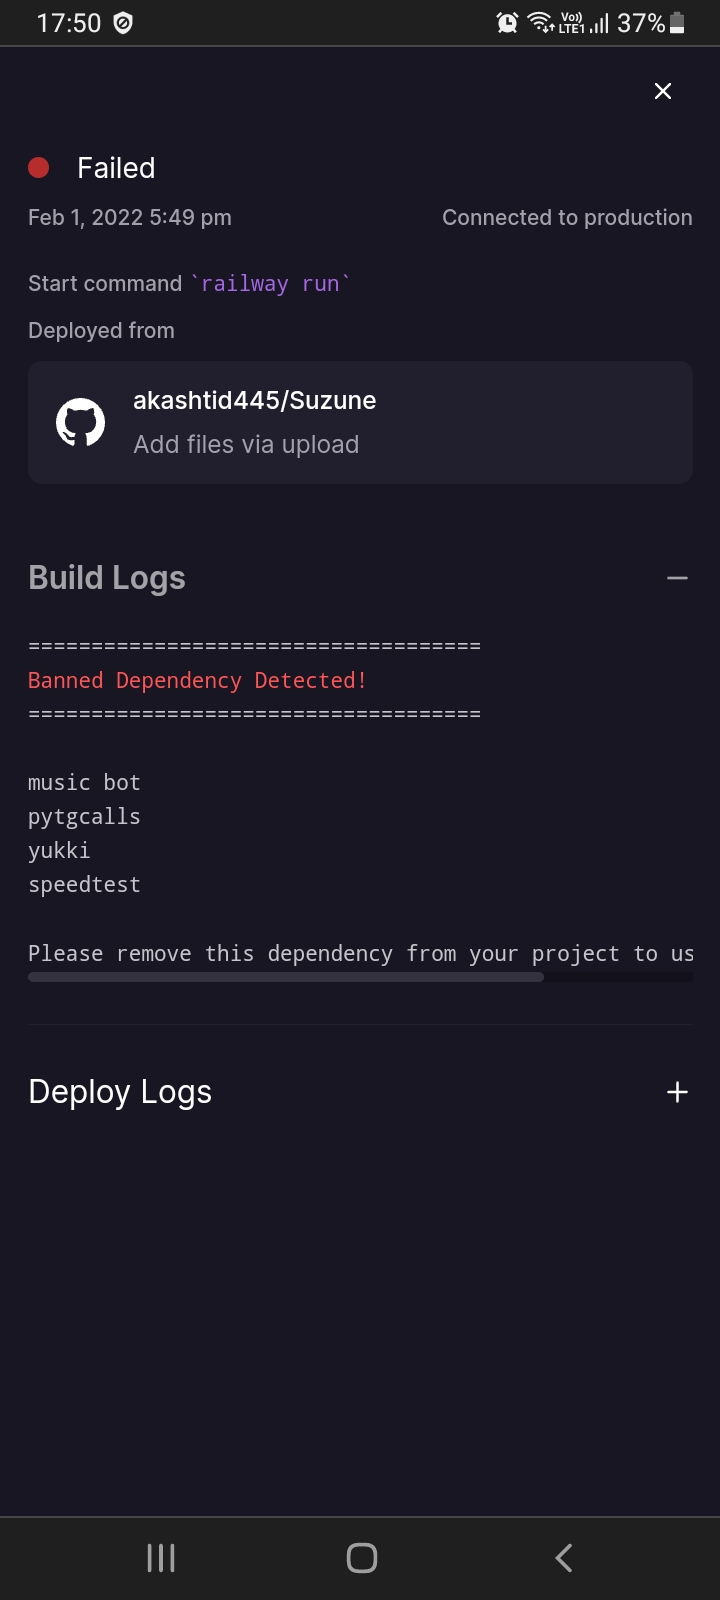 17:50
Vo)) LTE1 37%
Failed
Feb 1, 2022 5:49 pm Connected to production
Start command `railway run`
Deployed from
akashtid445/Suzune
Add files via upload
Build Logs
====================================
Banned Dependency Detected!
====================================
music bot
pytgcalls
yukki
speedtest
Please remove this dependency from your project to us
Deploy Logs